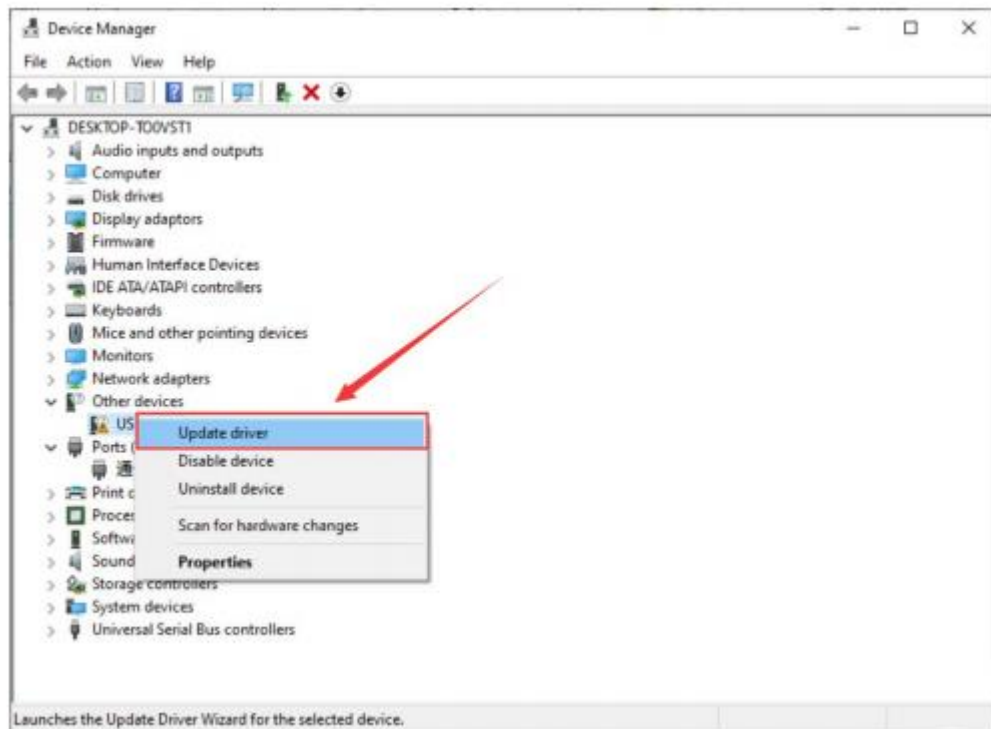 Device Manager
File Action View Help
DESKTOP-TO0VST1
Audio inputs and outputs
Computer
Disk drives
Display adaptors
Firmware
Human Interface Devices
IDE ATA/ATAPI controllers
Keyboards
Mice and other pointing devices
Monitors
Network adapters
Other devices
US
Update driver
Ports (
Disable device
通
Uninstall device
Print c
Proces
Scan for hardware changes
Softwa
Sound
Properties
Storage controllers
System devices
Universal Serial Bus controllers
Launches the Update Driver Wizard for the selected device.